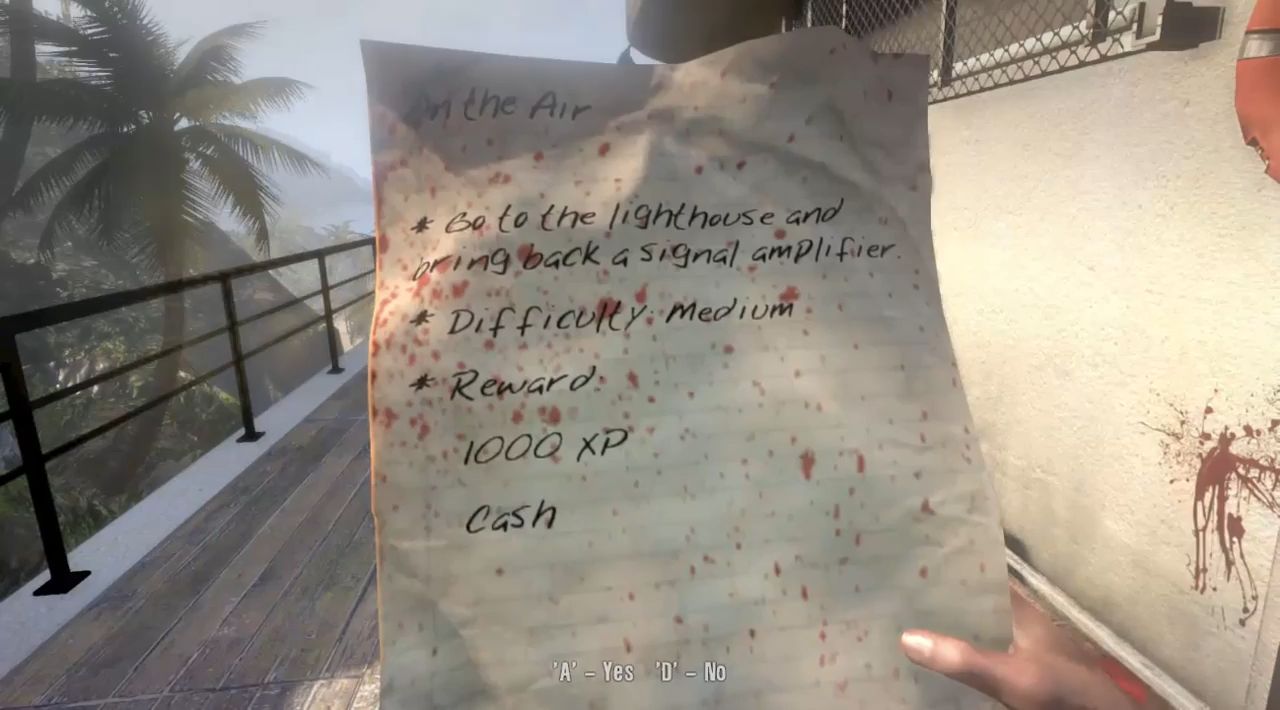 On the Air
* Go to the lighthouse and
bring back a signal amplifier.
* Difficulty: medium
* Reward:
1000 XP
Cash
'A' – Yes 'D' – No